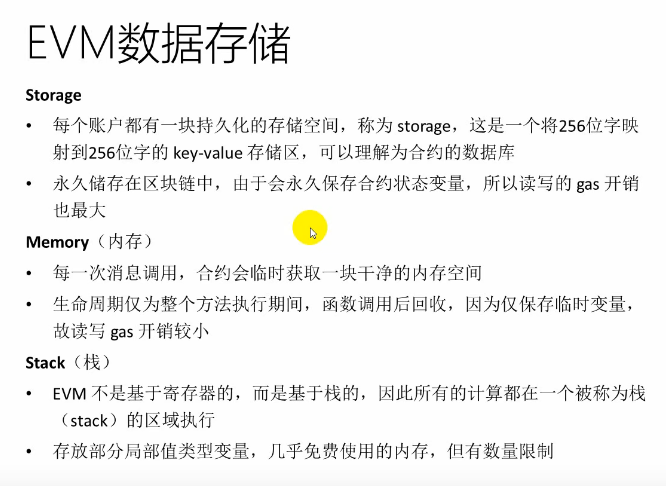 EVM数据存储
Storage
• 每个账户都有一块持久化的存储空间，称为 storage，这是一个将256位字映
射到256位字的 key-value 存储区，可以理解为合约的数据库
• 永久储存在区块链中，由于会永久保存合约状态变量，所以读写的 gas 开销
也最大
Memory（内存）
• 每一次消息调用，合约会临时获取一块干净的内存空间
• 生命周期仅为整个方法执行期间，函数调用后回收，因为仅保存临时变量，
故读写 gas 开销较小
Stack（栈）
• EVM 不是基于寄存器的，而是基于栈的，因此所有的计算都在一个被称为栈
（stack）的区域执行
• 存放部分局部值类型变量，几乎免费使用的内存，但有数量限制